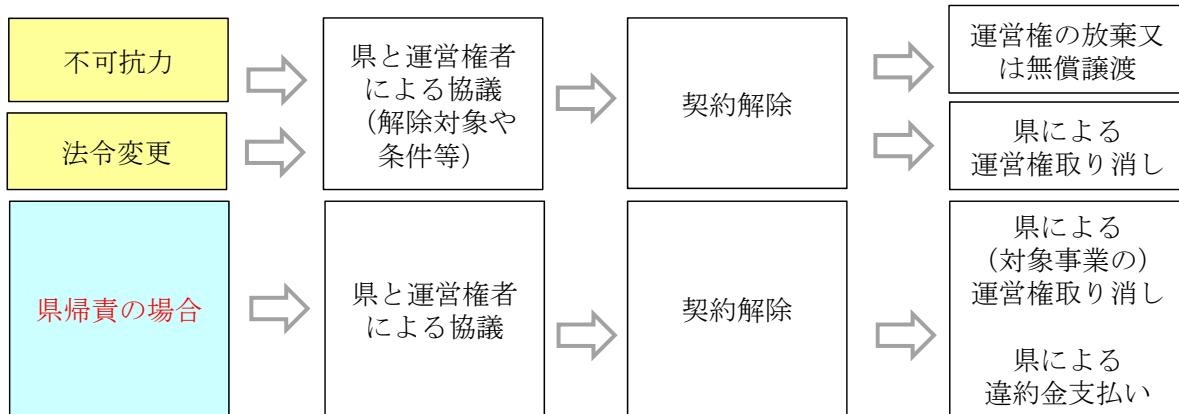 不可抗力
法令変更
県と運営権者
による協議
（解除対象や
条件等）
契約解除
運営権の放棄又
は無償譲渡
県による
運営権取り消し
県帰責の場合
県と運営権者
による協議
契約解除
県による
（対象事業の）
運営権取り消し
県による
違約金支払い